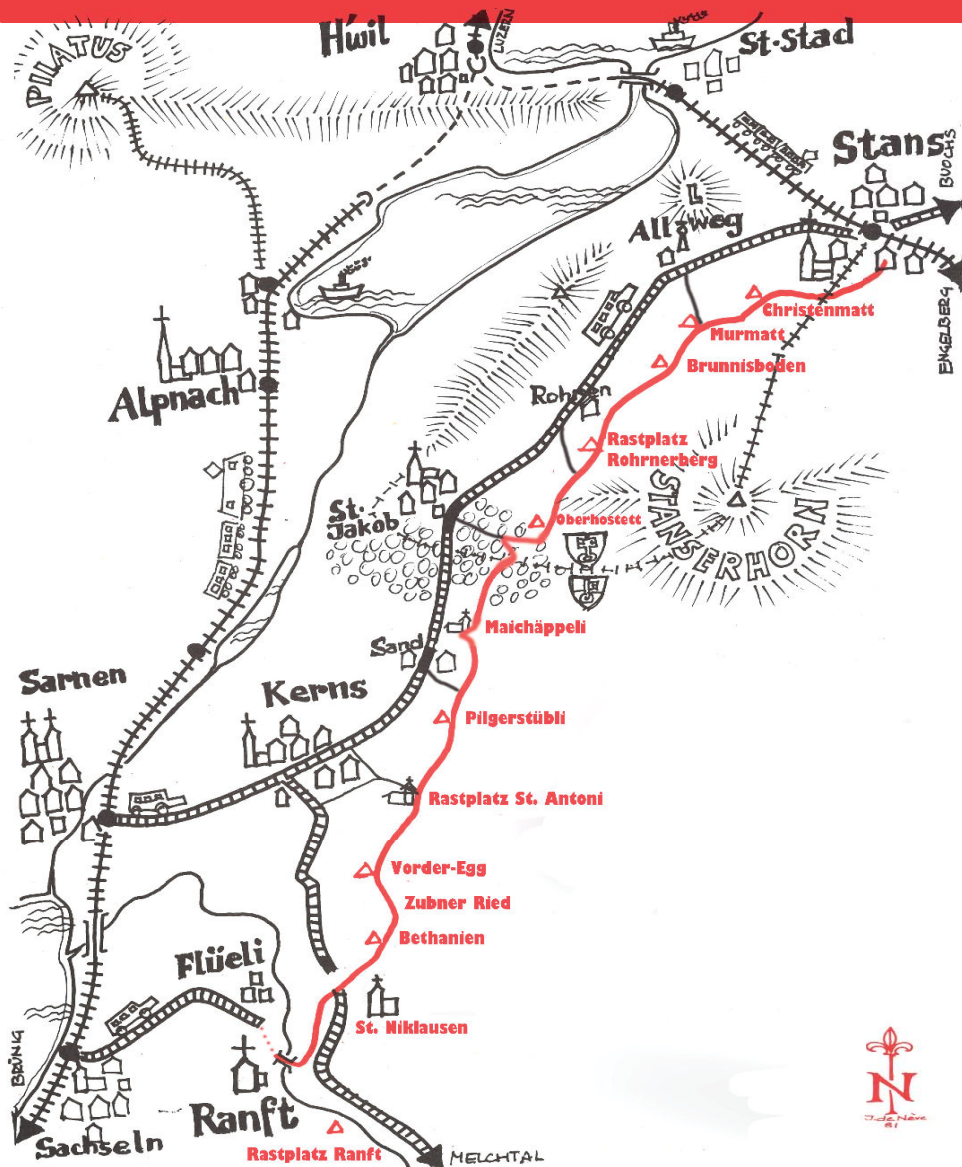 PILATUS
H'wil
LUZERN
St-Stad
Stans
BUOCHS
ENGELBERG
Allweg
Christenmatt
Murmatt
Brunnisboden
Alpnach
Rohren
Rastplatz
Rohrnerberg
St.
Jakob
Oberhostett
STANSERHORN
Maichäppeli
Sand
Sarnen
Kerns
Pilgerstübli
Rastplatz St. Antoni
Vorder-Egg
Zubner Ried
Bethanien
Flüeli
St. Niklausen
BRÜNIG
Ranft
N
Sachseln
Rastplatz Ranft
MELCHTAL